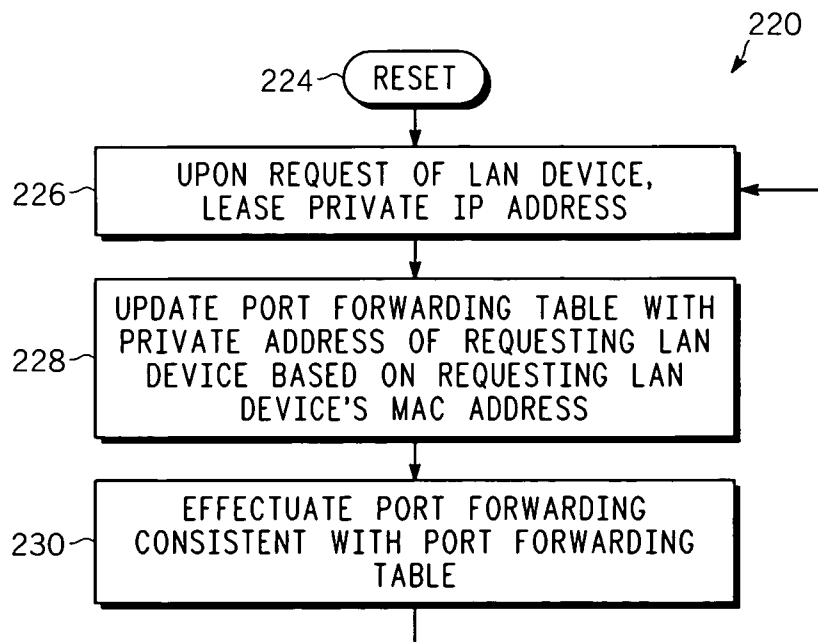 220
224
RESET
226
UPON REQUEST OF LAN DEVICE,
LEASE PRIVATE IP ADDRESS
228
UPDATE PORT FORWARDING TABLE WITH
PRIVATE ADDRESS OF REQUESTING LAN
DEVICE BASED ON REQUESTING LAN
DEVICE'S MAC ADDRESS
230
EFFECTUATE PORT FORWARDING
CONSISTENT WITH PORT FORWARDING
TABLE